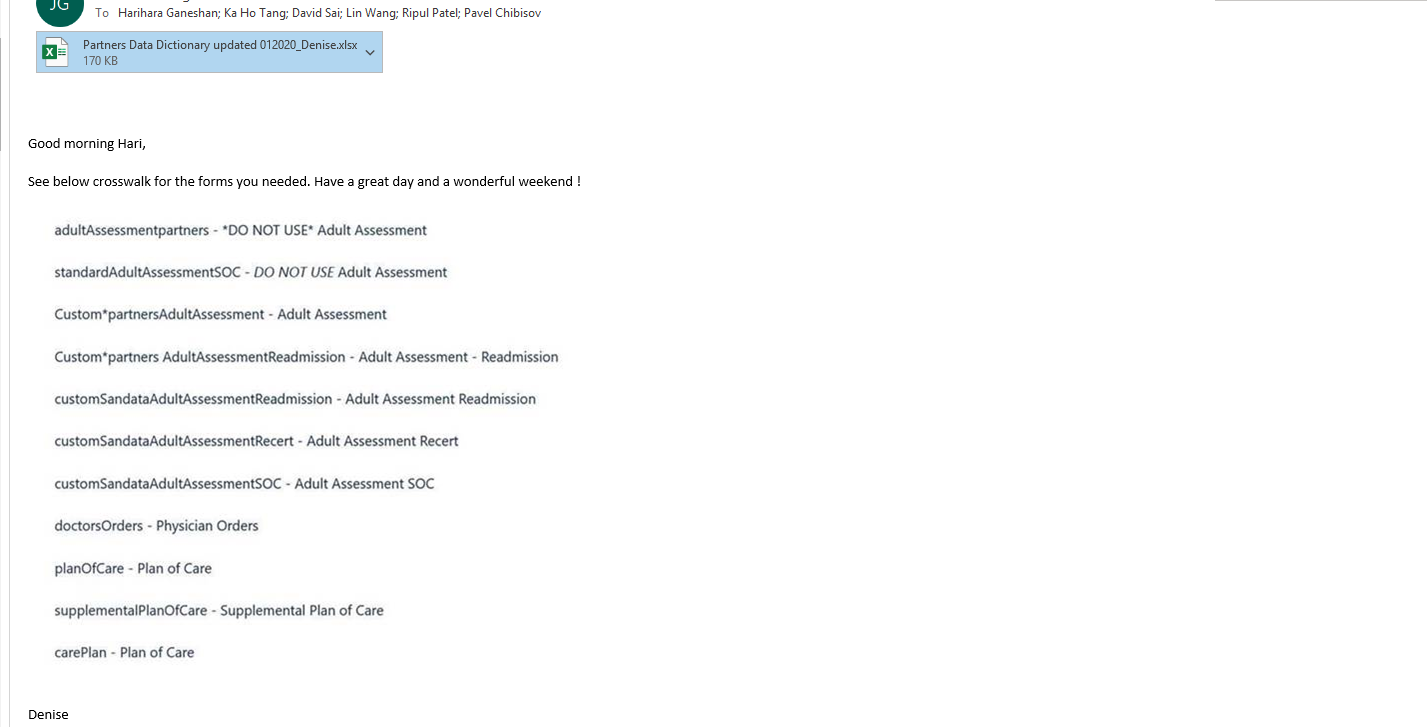 JG
To Harihara Ganeshan; Ka Ho Tang; David Sai; Lin Wang; Ripul Patel; Pavel Chibisov
Partners Data Dictionary updated 012020_Denise.xlsx
170 KB
Good morning Hari,
See below crosswalk for the forms you needed. Have a great day and a wonderful weekend !
adultAssessmentpartners - *DO NOT USE* Adult Assessment
standardAdultAssessmentSOC - DO NOT USE Adult Assessment
Custom*partnersAdultAssessment - Adult Assessment
Custom*partners AdultAssessmentReadmission - Adult Assessment - Readmission
customSandataAdultAssessmentReadmission - Adult Assessment Readmission
customSandataAdultAssessmentRecert - Adult Assessment Recert
customSandataAdultAssessmentSOC - Adult Assessment SOC
doctorsOrders - Physician Orders
planOfCare - Plan of Care
supplementalPlanOfCare - Supplemental Plan of Care
carePlan - Plan of Care
Denise